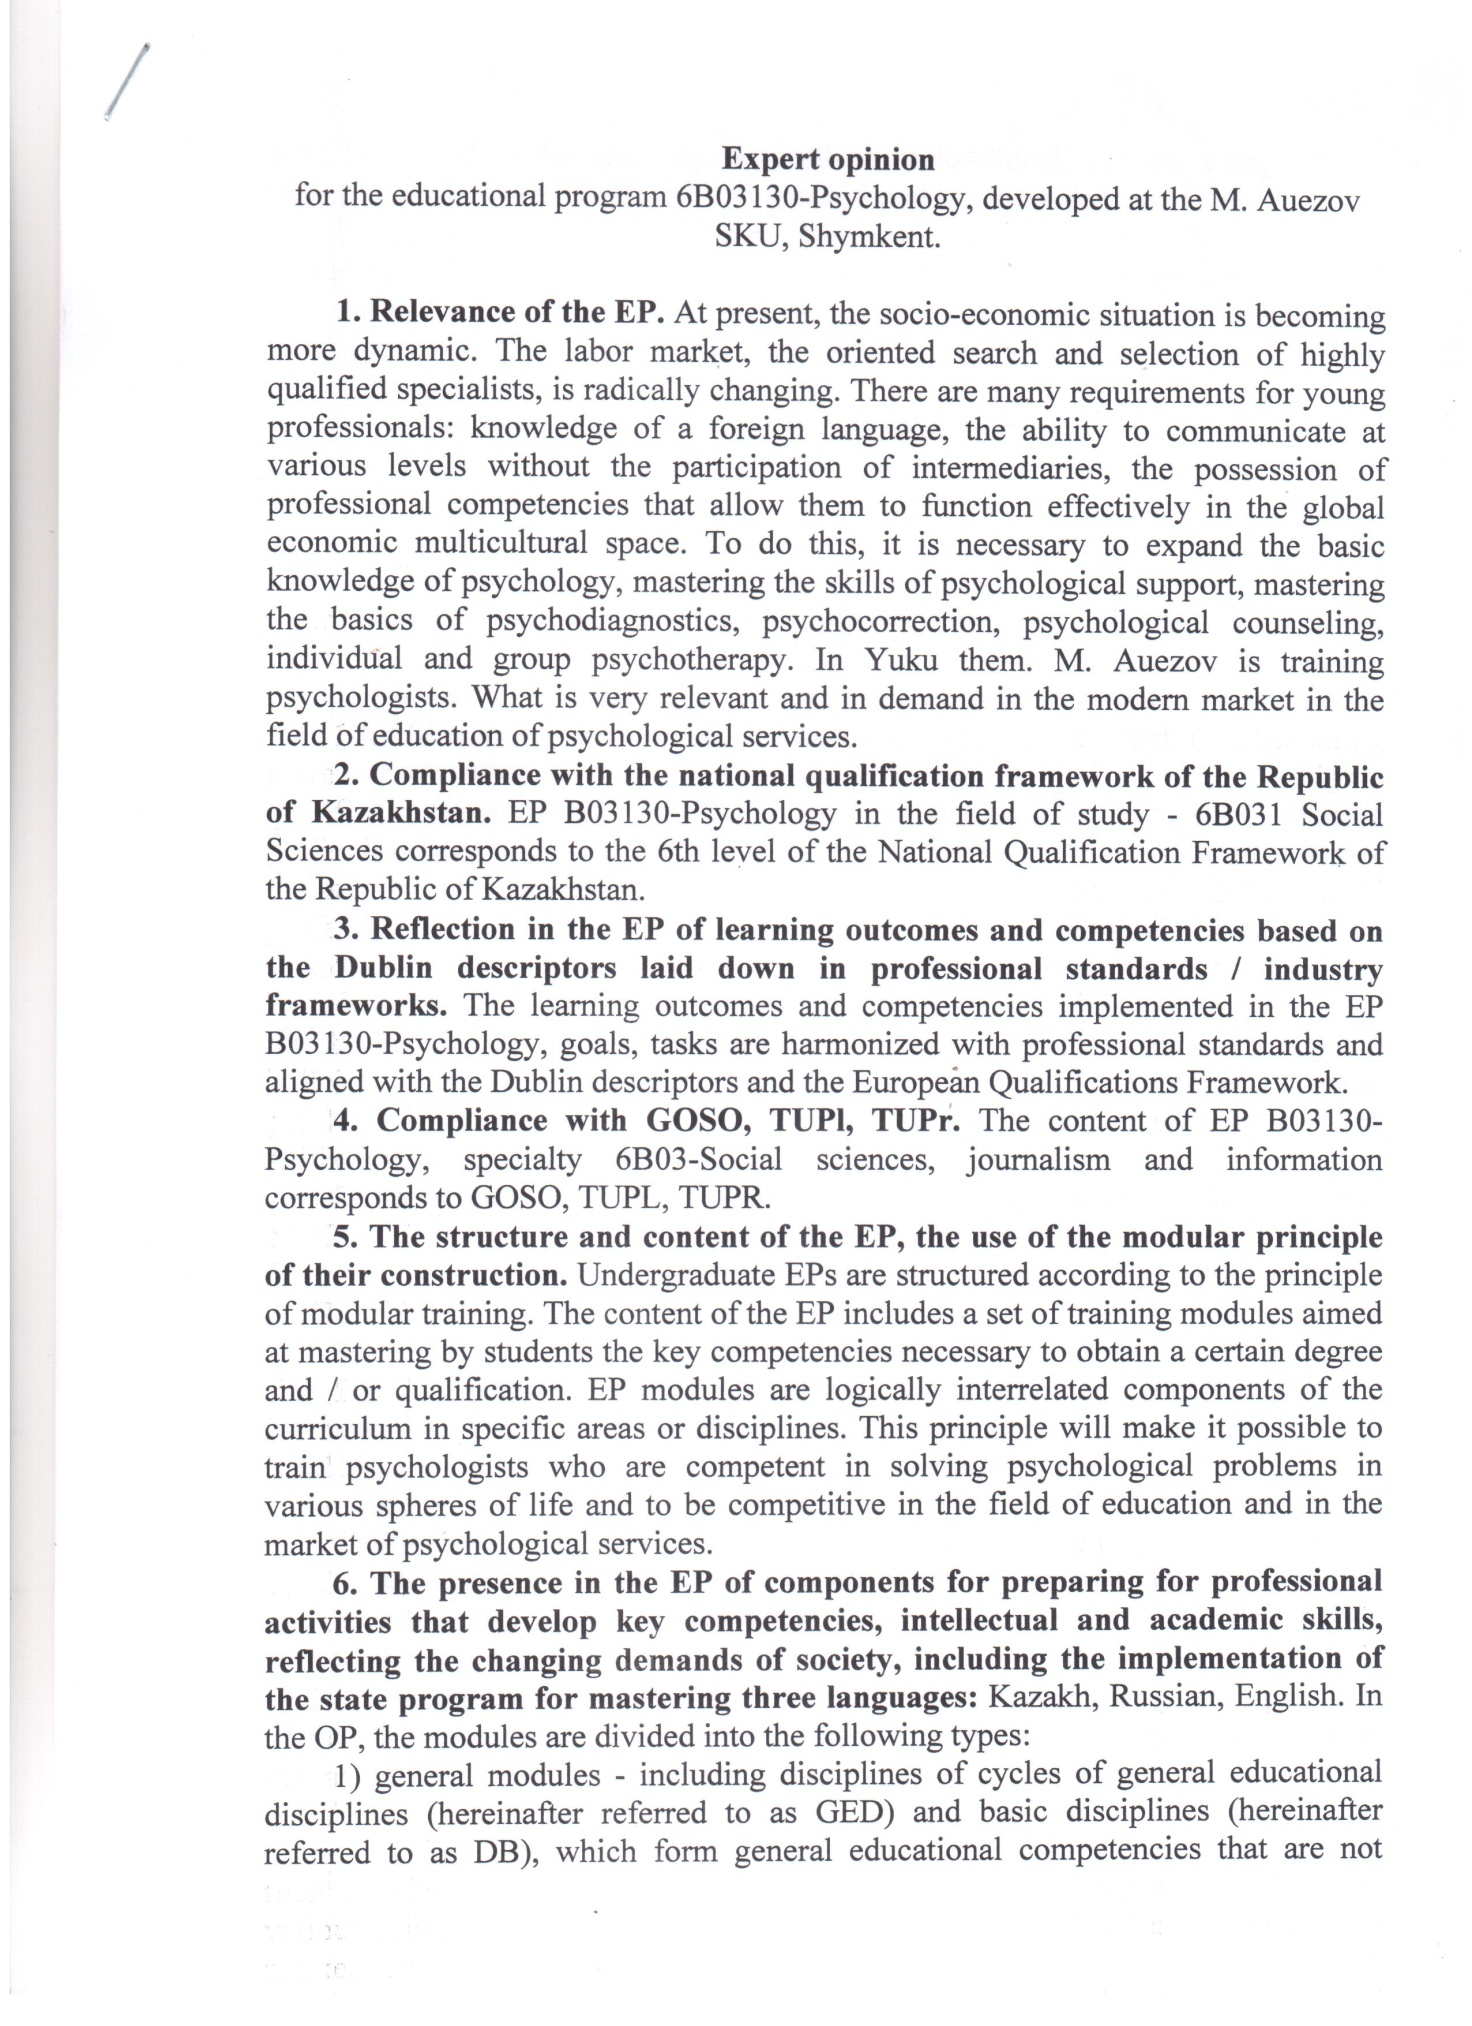 Expert opinion
for the educational program 6B03130-Psychology, developed at the M. Auezov
SKU, Shymkent.
1. Relevance of the EP. At present, the socio-economic situation is becoming
more dynamic. The labor market, the oriented search and selection of highly
qualified specialists, is radically changing. There are many requirements for young
professionals: knowledge of a foreign language, the ability to communicate at
various levels without the participation of intermediaries, the possession of
professional competencies that allow them to function effectively in the global
economic multicultural space. To do this, it is necessary to expand the basic
knowledge of psychology, mastering the skills of psychological support, mastering
the basics of psychodiagnostics, psychocorrection, psychological counseling,
individual and group psychotherapy. In Yuku them. M. Auezov is training
psychologists. What is very relevant and in demand in the modern market in the
field of education of psychological services.
2. Compliance with the national qualification framework of the Republic
of Kazakhstan. EP B03130-Psychology in the field of study - 6B031 Social
Sciences corresponds to the 6th level of the National Qualification Framework of
the Republic of Kazakhstan.
3. Reflection in the EP of learning outcomes and competencies based on
the Dublin descriptors laid down in professional standards / industry
frameworks. The learning outcomes and competencies implemented in the EP
B03130-Psychology, goals, tasks are harmonized with professional standards and
aligned with the Dublin descriptors and the European Qualifications Framework.
4. Compliance with GOSO, TUPl, TUPr. The content of EP B03130-
Psychology, specialty 6B03-Social sciences, journalism and information
corresponds to GOSO, TUPL, TUPR.
5. The structure and content of the EP, the use of the modular principle
of their construction. Undergraduate EPs are structured according to the principle
of modular training. The content of the EP includes a set of training modules aimed
at mastering by students the key competencies necessary to obtain a certain degree
and / or qualification. EP modules are logically interrelated components of the
curriculum in specific areas or disciplines. This principle will make it possible to
train psychologists who are competent in solving psychological problems in
various spheres of life and to be competitive in the field of education and in the
market of psychological services.
6. The presence in the EP of components for preparing for professional
activities that develop key competencies, intellectual and academic skills,
reflecting the changing demands of society, including the implementation of
the state program for mastering three languages: Kazakh, Russian, English. In
the OP, the modules are divided into the following types:
1) general modules - including disciplines of cycles of general educational
disciplines (hereinafter referred to as GED) and basic disciplines (hereinafter
referred to as DB), which form general educational competencies that are not